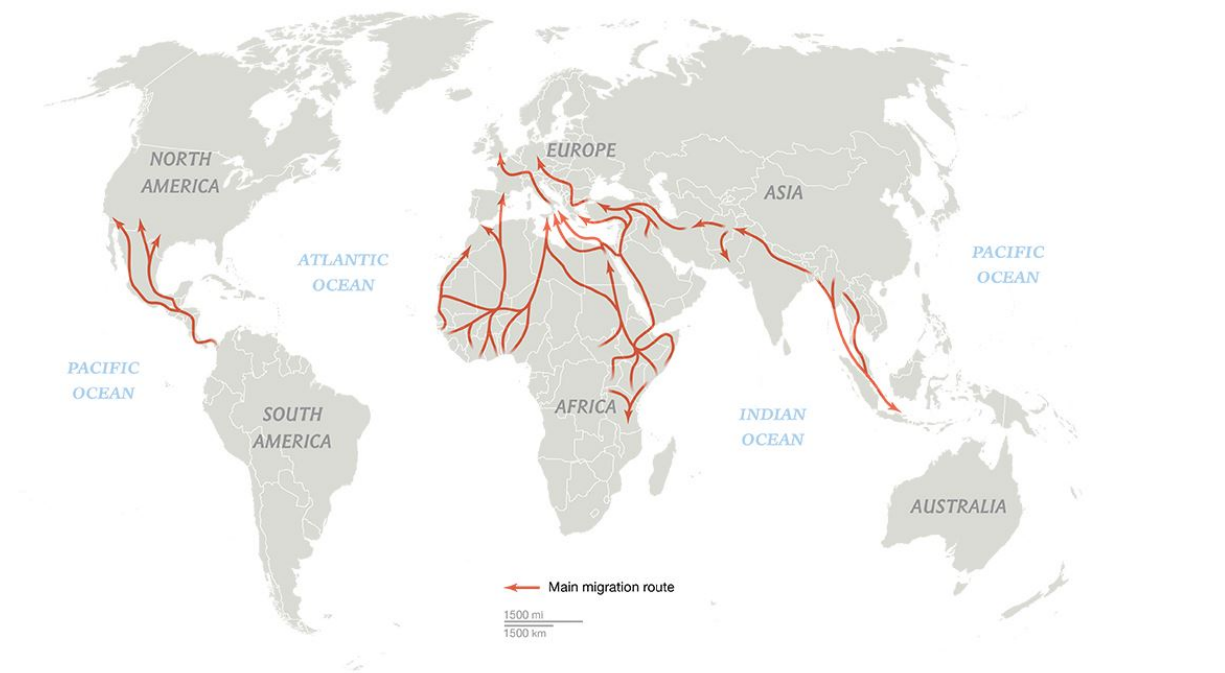 NORTH
AMERICA
EUROPE
ASIA
ATLANTIC
OCEAN
PACIFIC
OCEAN
PACIFIC
OCEAN
SOUTH
AMERICA
AFRICA
INDIAN
OCEAN
AUSTRALIA
Main migration route
1500 mi
1500 km